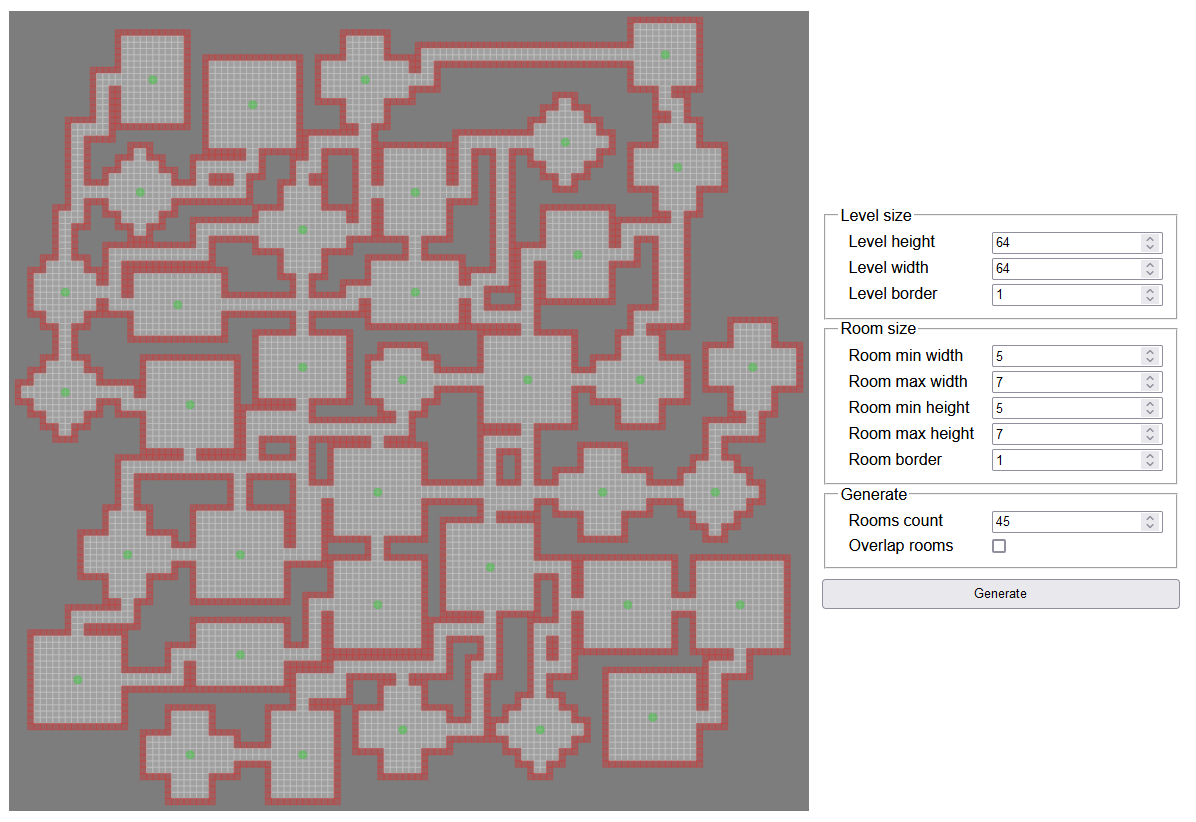 Level size
Level height 64
Level width 64
Level border 1
Room size
Room min width 5
Room max width 7
Room min height 5
Room max height 7
Room border 1
Generate
Rooms count 45
Overlap rooms
Generate